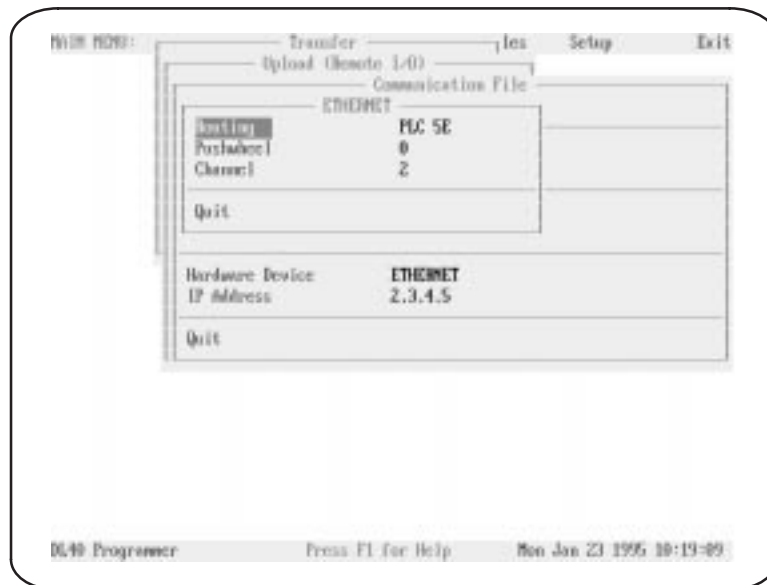 MAIN MENU: Transfer les Setup Exit
Upload (Remote I/O)
Communication File
ETHERNET
Routing PLC 5E
Pushwheel 0
Channel 2
Quit
Hardware Device ETHERNET
IP Address 2.3.4.5
Quit
DL40 Programmer Press F1 for Help Mon Jan 23 1995 10:19:09